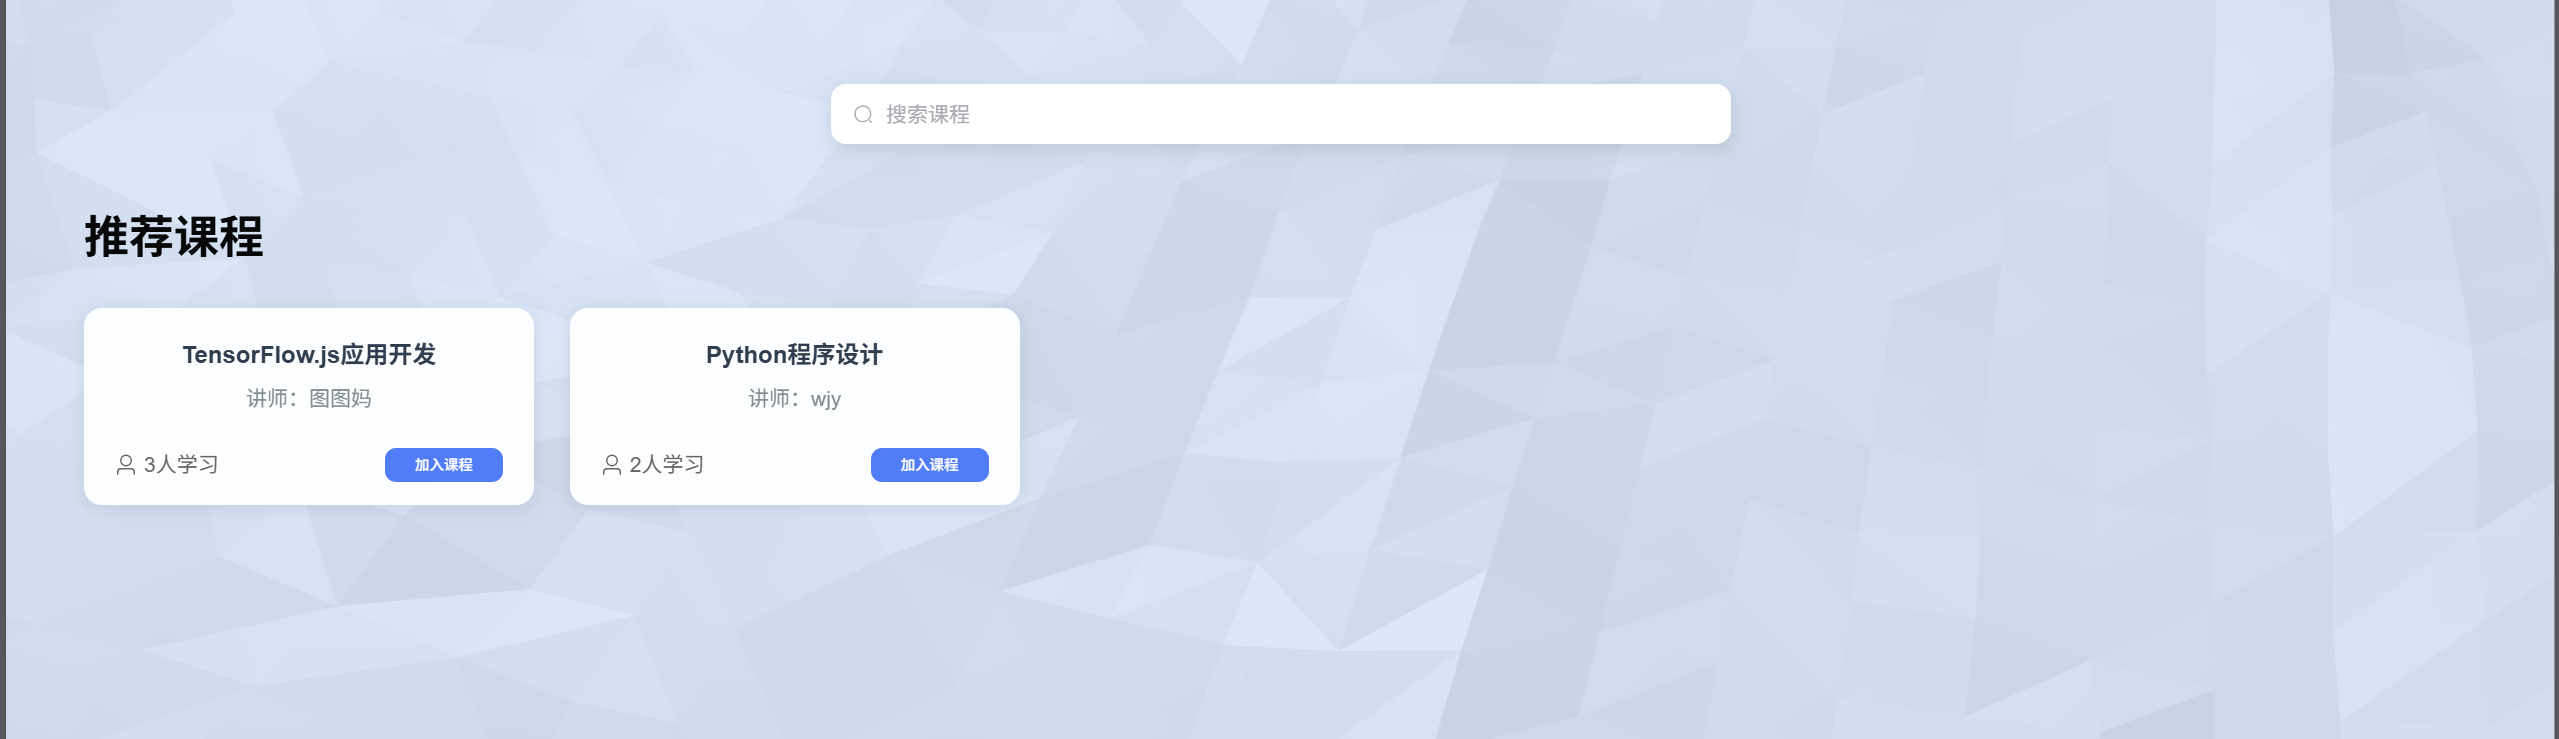 搜索课程
推荐课程
TensorFlow.js应用开发
讲师：图图妈
3人学习
加入课程
Python程序设计
讲师：wjy
2人学习
加入课程